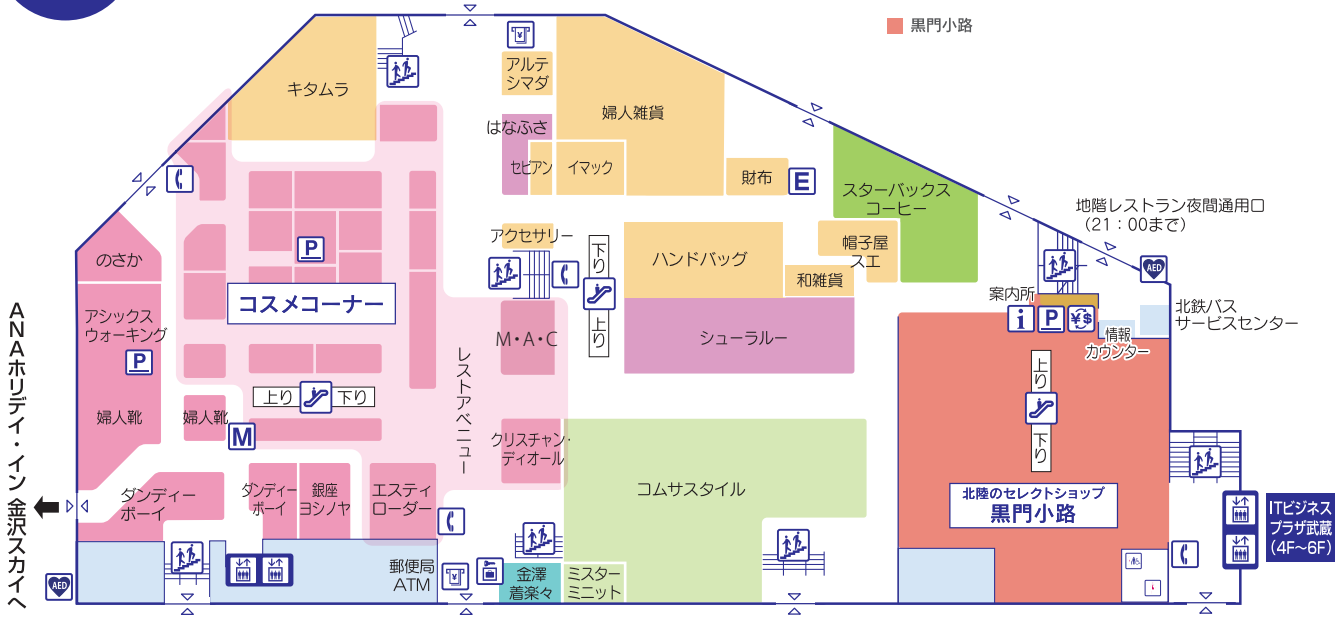 黒門小路
¥
キタムラ
アルテ
シマダ
婦人雑貨
はなふさ
セビアン
イマック
財布
E
スターバックス
コーヒー
地階レストラン夜間通用口
（21：00まで）
アクセサリー
下り
上り
ハンドバッグ
帽子屋
スエ
和雑貨
AED
のさか
P
コスメコーナー
案内所
i
P
¥$
情報
カウンター
北鉄バス
サービスセンター
アシックス
ウォーキング
P
M・A・C
シューラルー
レストアベニュー
上り
下り
上り
下り
婦人靴
婦人靴
M
クリスチャン・
ディオール
コムサスタイル
ANAホリデイ・イン 金沢スカイへ
ダンディー
ボーイ
ダンディー
ボーイ
銀座
ヨシノヤ
エスティ
ローダー
北陸のセレクトショップ
黒門小路
ITビジネス
プラザ武蔵
(4F〜6F)
郵便局
ATM
¥
金澤
着楽々
ミスター
ミニット
AED